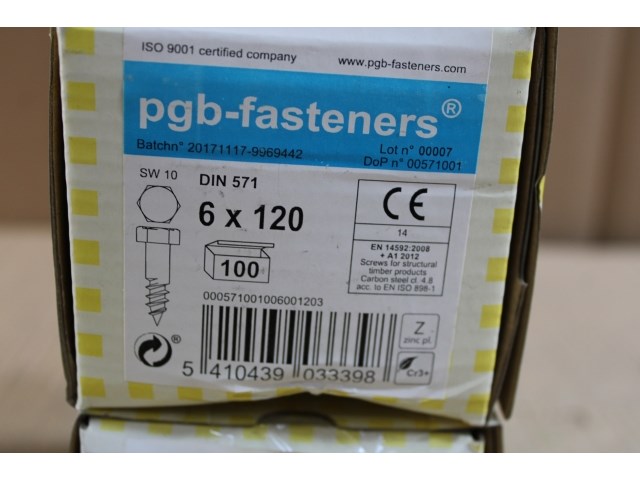 ISO 9001 certified company
www.pgb-fasteners.com
pgb-fasteners®
Batchn° 20171117-9969442
Lot n° 00007
DoP n° 00571001
SW 10
DIN 571
6 x 120
100
CE
14
EN 14592:2008
+ A1 2012
Screws for structural
timber products
Carbon steel cl. 4.8
acc. to EN ISO 898-1
000571001006001203
5 410439 033398
Z
zinc pl.
Cr3+
®